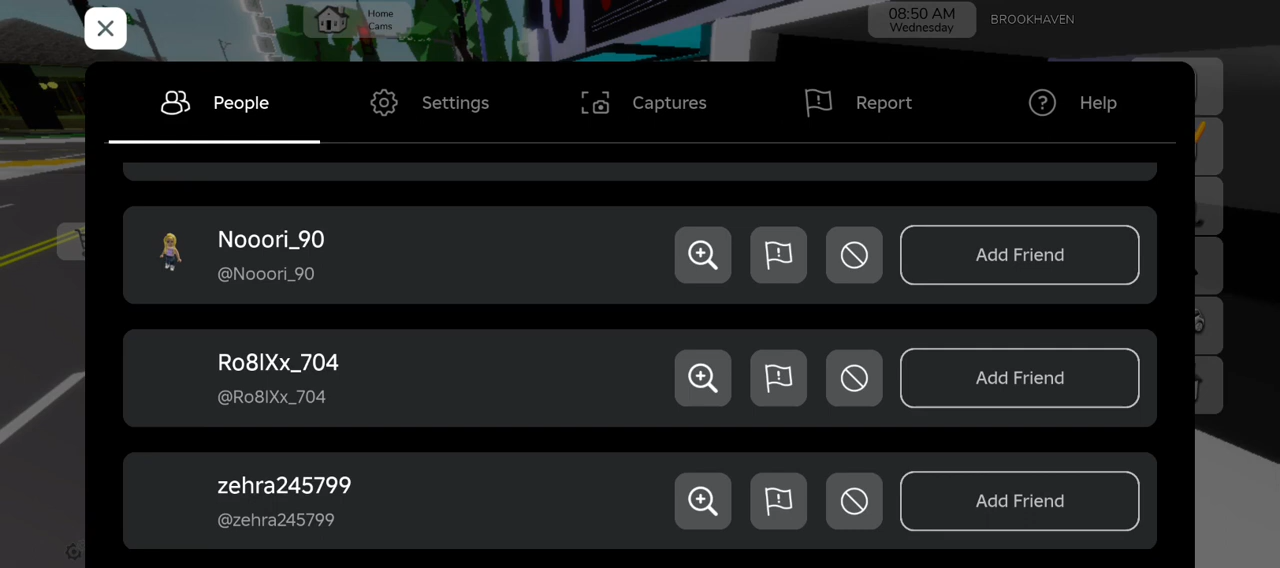 Home
Cams
08:50 AM
Wednesday
BROOKHAVEN
People
Settings
Captures
Report
Help
Nooori_90
@Nooori_90
Add Friend
Ro8lXx_704
@Ro8lXx_704
Add Friend
zehra245799
@zehra245799
Add Friend